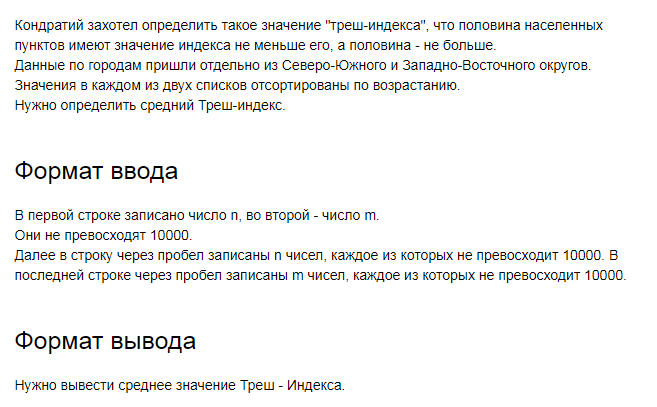 Кондратий захотел определить такое значение "треш-индекса", что половина населенных
пунктов имеют значение индекса не меньше его, а половина - не больше.
Данные по городам пришли отдельно из Северо-Южного и Западно-Восточного округов.
Значения в каждом из двух списков отсортированы по возрастанию.
Нужно определить средний Треш-индекс.
Формат ввода
В первой строке записано число n, во второй - число m.
Они не превосходят 10000.
Далее в строку через пробел записаны n чисел, каждое из которых не превосходит 10000. В
последней строке через пробел записаны m чисел, каждое из которых не превосходит 10000.
Формат вывода
Нужно вывести среднее значение Треш - Индекса.